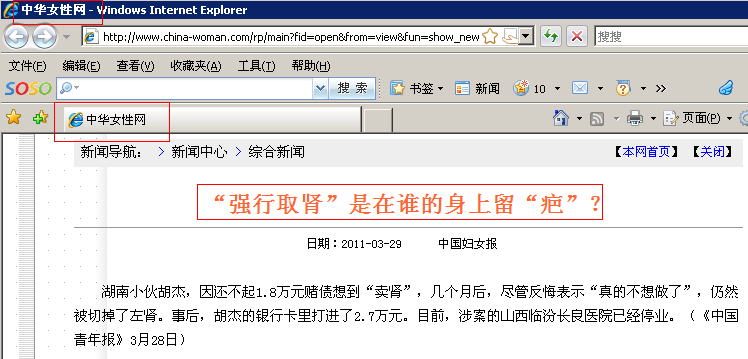 中华女性网 - Windows Internet Explorer
http://www.china-woman.com/rp/main?fid=open&from=view&fun=show_new
搜搜
文件(F) 编辑(E) 查看(V) 收藏夹(A) 工具(T) 帮助(H)
SOSO 搜 索 书签 新闻 10
中华女性网 页面(P)
新闻导航： > 新闻中心 > 综合新闻 【本网首页】 【关闭】
“强行取肾”是在谁的身上留“疤”？
日期：2011-03-29 中国妇女报
湖南小伙胡杰，因还不起1.8万元赌债想到“卖肾”，几个月后，尽管反悔表示“真的不想做了”，仍然
被切掉了左肾。事后，胡杰的银行卡里打进了2.7万元。目前，涉案的山西临汾长良医院已经停业。（《中国
青年报》3月28日）